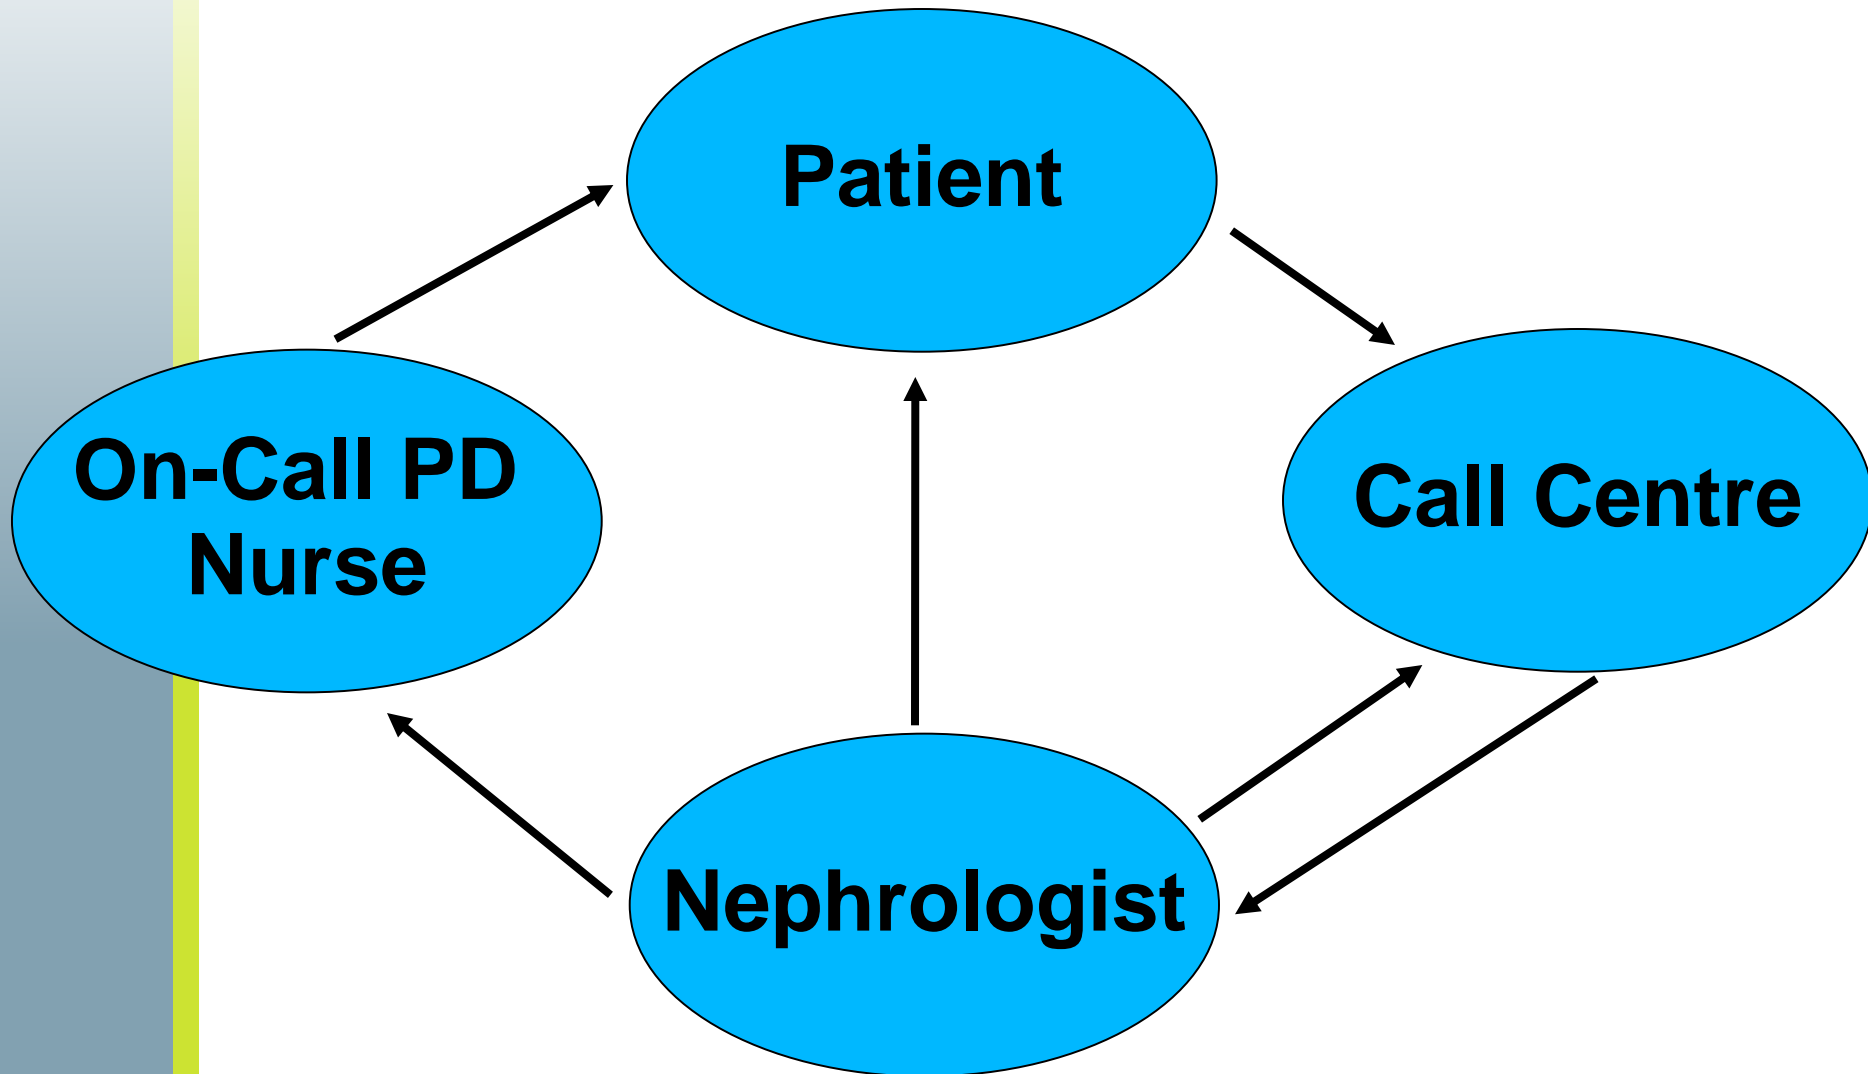 Patient
On-Call PD
Nurse
Call Centre
Nephrologist